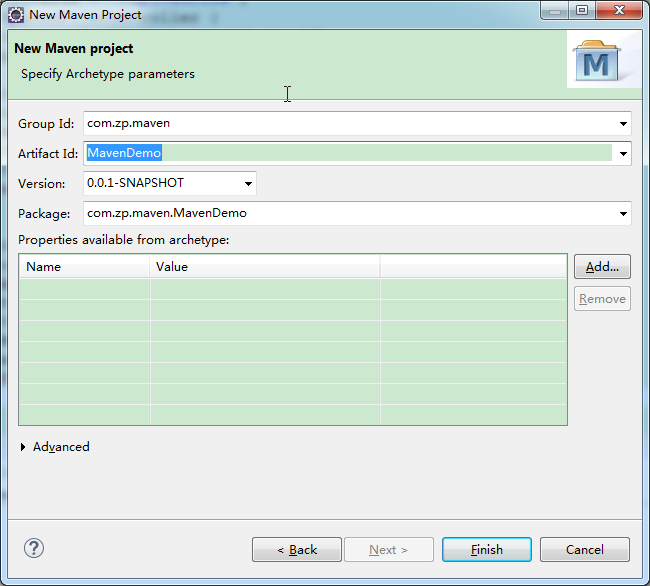 New Maven Project
New Maven project
Specify Archetype parameters
M
Group Id: com.zp.maven
Artifact Id: MavenDemo
Version: 0.0.1-SNAPSHOT
Package: com.zp.maven.MavenDemo
Properties available from archetype:
Name Value
Add...
Remove
Advanced
? < Back Next > Finish Cancel